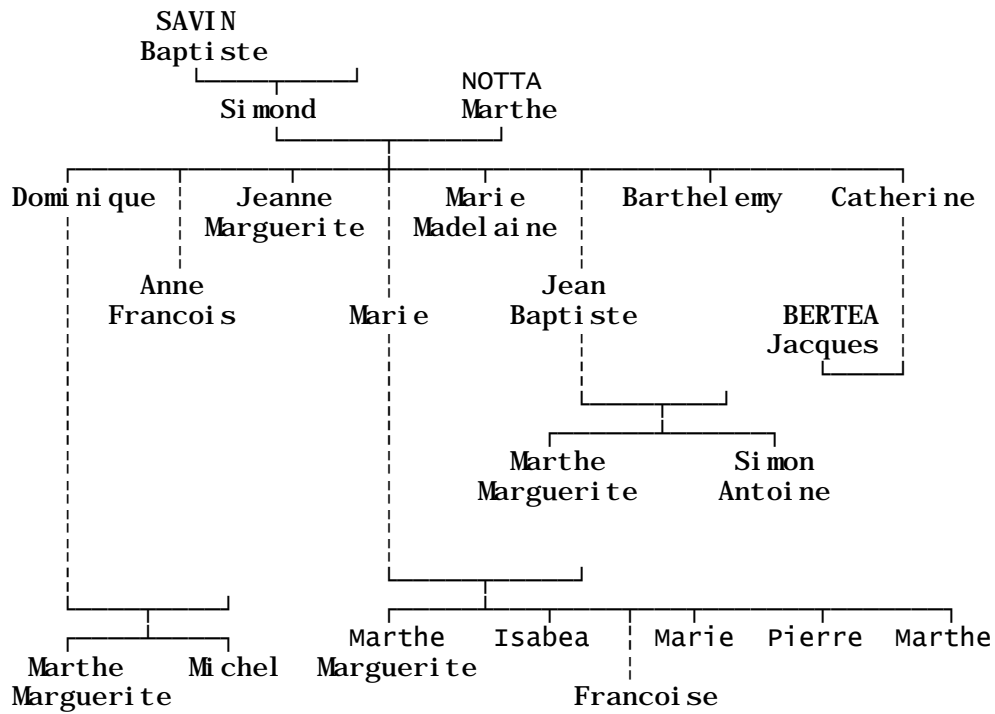 SAVIN
Baptiste
NOTTA
Simond Marthe
Dominique Jeanne Marie Barthelemy Catherine
Marguerite Madelaine
Anne Jean
Francois Marie Baptiste BERTEA
Jacques
Marthe Simon
Marguerite Antoine
Marthe Isabea Marie Pierre Marthe
Marthe Michel Marguerite
Marguerite Francoise